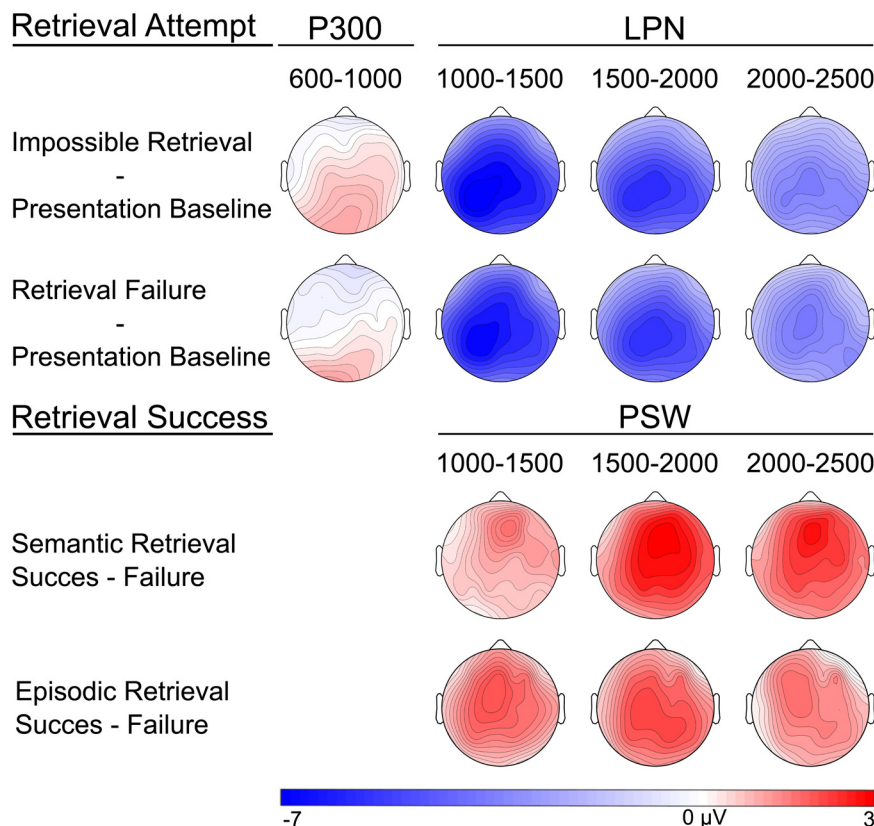 Retrieval Attempt P300 LPN
600-1000 1000-1500 1500-2000 2000-2500
Impossible Retrieval
-
Presentation Baseline
Retrieval Failure
-
Presentation Baseline
Retrieval Success PSW
1000-1500 1500-2000 2000-2500
Semantic Retrieval
Succes - Failure
Episodic Retrieval
Succes - Failure
-7 0 µV 3